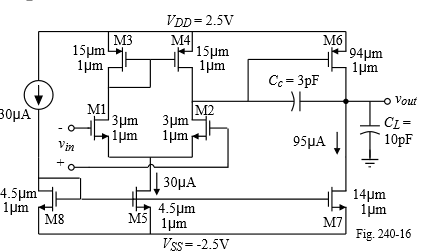 VDD = 2.5V
M3
M4
M6
15µm
1µm
15µm
1µm
94µm
1µm
Cc = 3pF
30µA
M1
M2
vout
- vin +
3µm
1µm
3µm
1µm
95µA
CL = 10pF
30µA
4.5µm
1µm
M8
M5
4.5µm
1µm
14µm
1µm
M7
VSS = -2.5V
Fig. 240-16